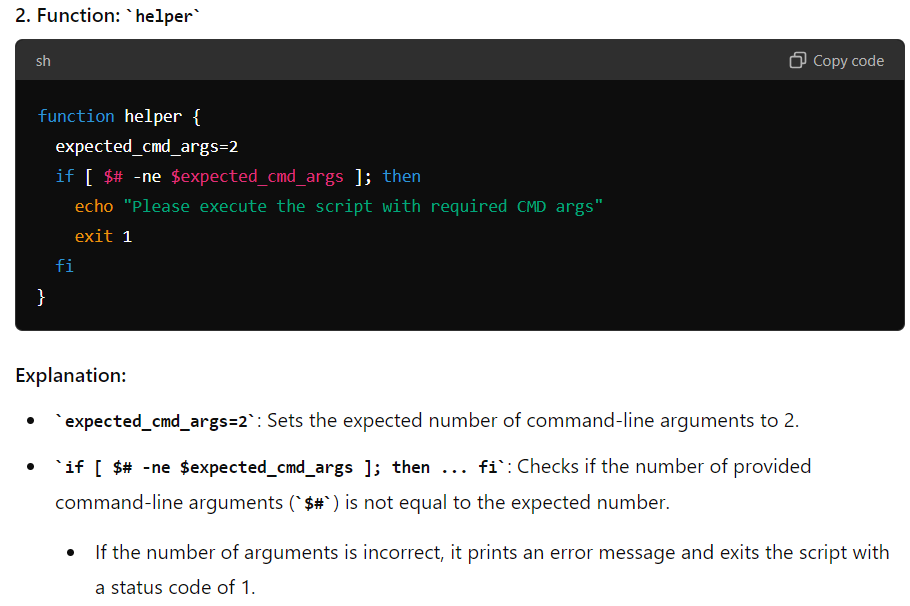 2. Function: `helper`
sh
Copy code
function helper {
  expected_cmd_args=2
  if [ $# -ne $expected_cmd_args ]; then
    echo "Please execute the script with required CMD args"
    exit 1
  fi
}
Explanation:
• `expected_cmd_args=2`: Sets the expected number of command-line arguments to 2.
• `if [ $# -ne $expected_cmd_args ]; then ... fi`: Checks if the number of provided
command-line arguments (`$#`) is not equal to the expected number.
• If the number of arguments is incorrect, it prints an error message and exits the script with
a status code of 1.